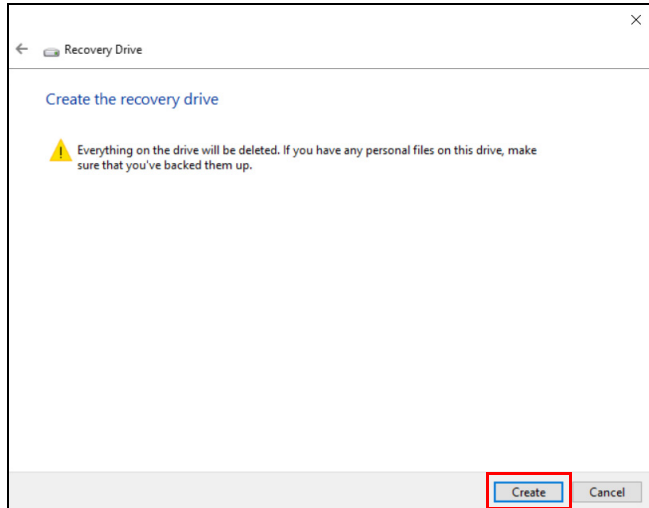 Recovery Drive
Create the recovery drive
Everything on the drive will be deleted. If you have any personal files on this drive, make
sure that you've backed them up.
Create
Cancel